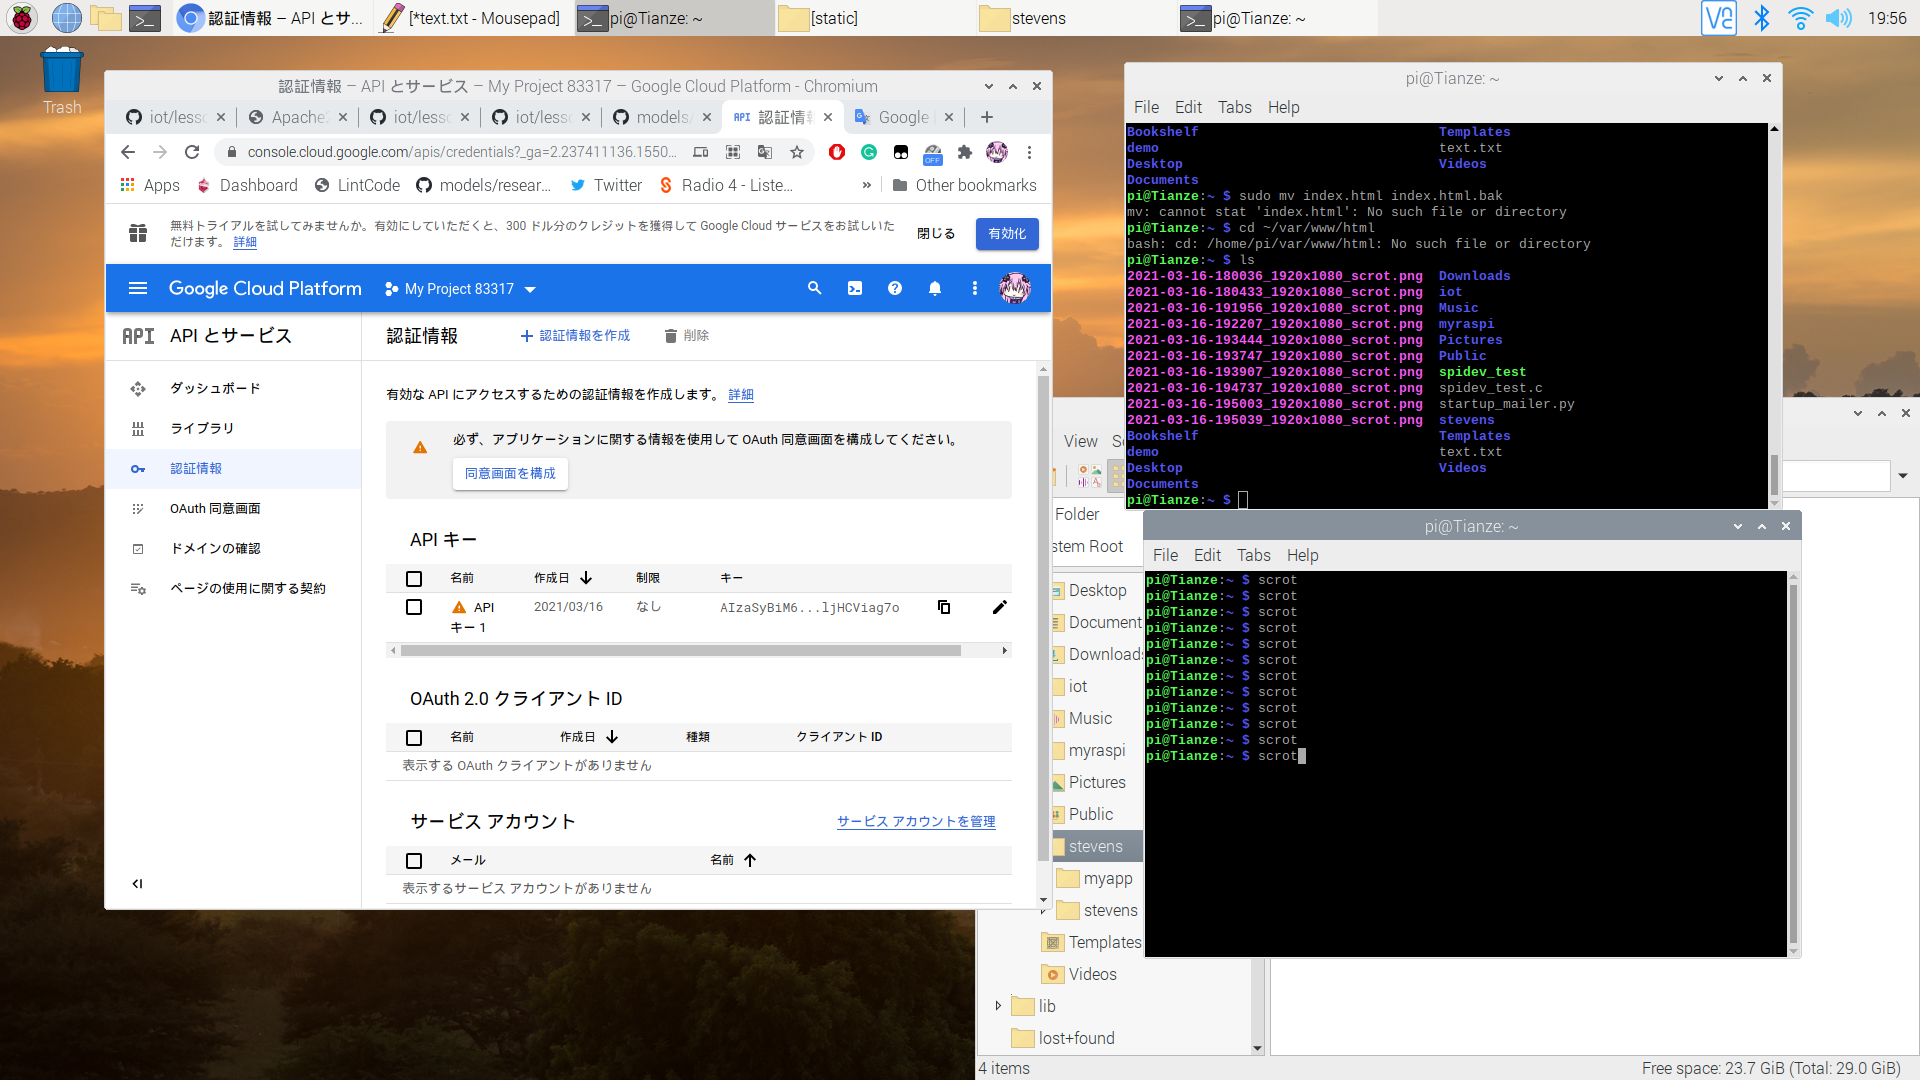 認証情報 – API とサ...
[*text.txt - Mousepad]
pi@Tianze: ~
[static]
stevens
pi@Tianze: ~
19:56
Trash
認証情報 – API とサービス – My Project 83317 – Google Cloud Platform - Chromium
iot/less
Apache
iot/less
iot/less
models/
API 認証情
Google
console.cloud.google.com/apis/credentials?_ga=2.237411136.1550...
OFF
Apps
Dashboard
LintCode
models/resear...
Twitter
Radio 4 - Liste...
»
Other bookmarks
無料トライアルを試してみませんか。有効にしていただくと、300 ドル分のクレジットを獲得して Google Cloud サービスをお試しいた
だけます。 詳細
閉じる
有効化
Google Cloud Platform
My Project 83317
API API とサービス
ダッシュボード
ライブラリ
認証情報
OAuth 同意画面
ドメインの確認
ページの使用に関する契約
認証情報
+ 認証情報を作成
削除
有効な API にアクセスするための認証情報を作成します。 詳細
必ず、アプリケーションに関する情報を使用して OAuth 同意画面を構成してください。
同意画面を構成
API キー
名前 作成日 制限 キー
API
キー 1
2021/03/16 なし AIzaSyBiM6...ljHCViag7o
OAuth 2.0 クライアント ID
名前 作成日 種類 クライアント ID
表示する OAuth クライアントがありません
サービス アカウント
サービス アカウントを管理
メール 名前
表示するサービス アカウントがありません
pi@Tianze: ~
File Edit Tabs Help
Bookshelf Templates
demo text.txt
Desktop Videos
Documents
pi@Tianze:~ $ sudo mv index.html index.html.bak
mv: cannot stat 'index.html': No such file or directory
pi@Tianze:~ $ cd ~/var/www/html
bash: cd: /home/pi/var/www/html: No such file or directory
pi@Tianze:~ $ ls
2021-03-16-180036_1920x1080_scrot.png Downloads
2021-03-16-180433_1920x1080_scrot.png iot
2021-03-16-191956_1920x1080_scrot.png Music
2021-03-16-192207_1920x1080_scrot.png myraspi
2021-03-16-193444_1920x1080_scrot.png Pictures
2021-03-16-193747_1920x1080_scrot.png Public
2021-03-16-193907_1920x1080_scrot.png spidev_test
2021-03-16-194737_1920x1080_scrot.png spidev_test.c
2021-03-16-195003_1920x1080_scrot.png startup_mailer.py
2021-03-16-195039_1920x1080_scrot.png stevens
Bookshelf Templates
demo text.txt
Desktop Videos
Documents
pi@Tianze:~ $
pi@Tianze: ~
File Edit Tabs Help
pi@Tianze:~ $ scrot
pi@Tianze:~ $ scrot
pi@Tianze:~ $ scrot
pi@Tianze:~ $ scrot
pi@Tianze:~ $ scrot
pi@Tianze:~ $ scrot
pi@Tianze:~ $ scrot
pi@Tianze:~ $ scrot
pi@Tianze:~ $ scrot
pi@Tianze:~ $ scrot
pi@Tianze:~ $ scrot
pi@Tianze:~ $ scrot
View
Folder
stem Root
Desktop
Document
Downloads
iot
Music
myraspi
Pictures
Public
stevens
myapp
stevens
Templates
Videos
lib
lost+found
4 items
Free space: 23.7 GiB (Total: 29.0 GiB)